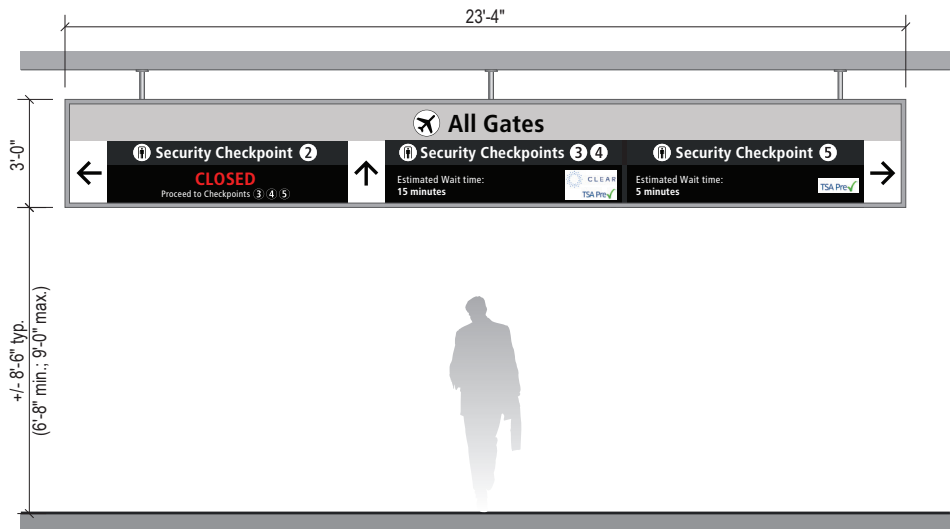 23'-4"
3'-0"
All Gates
Security Checkpoint 2
CLOSED
Proceed to Checkpoints 3 4 5
Security Checkpoints 3 4
Estimated Wait time:
15 minutes
CLEAR
TSA Pre✓
Security Checkpoint 5
Estimated Wait time:
5 minutes
TSA Pre✓
+/- 8'-6" typ.
(6'-8" min.; 9'-0" max.)